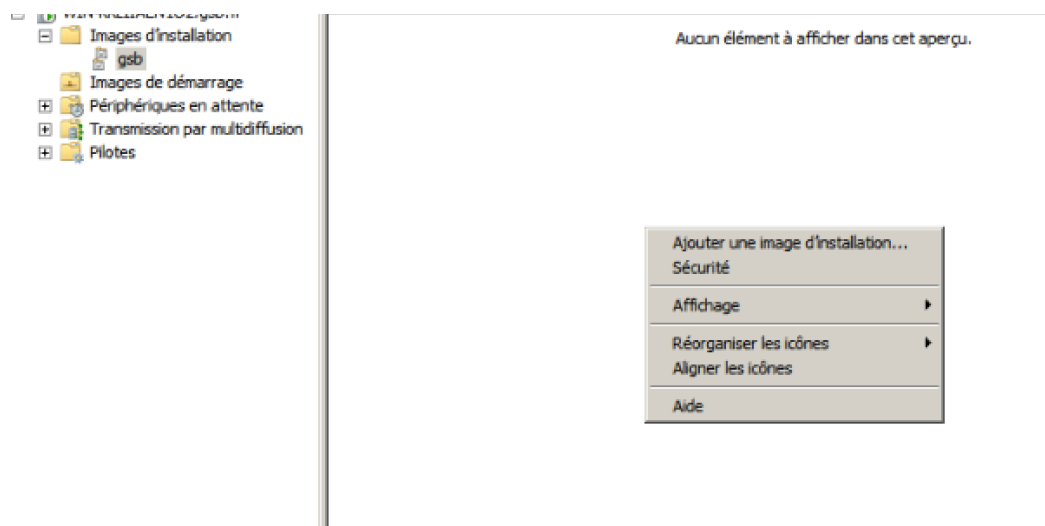 Images d'installation
gsb
Images de démarrage
Périphériques en attente
Transmission par multidiffusion
Pilotes
Aucun élément à afficher dans cet aperçu.
Ajouter une image d'installation...
Sécurité
Affichage
Réorganiser les icônes
Aligner les icônes
Aide